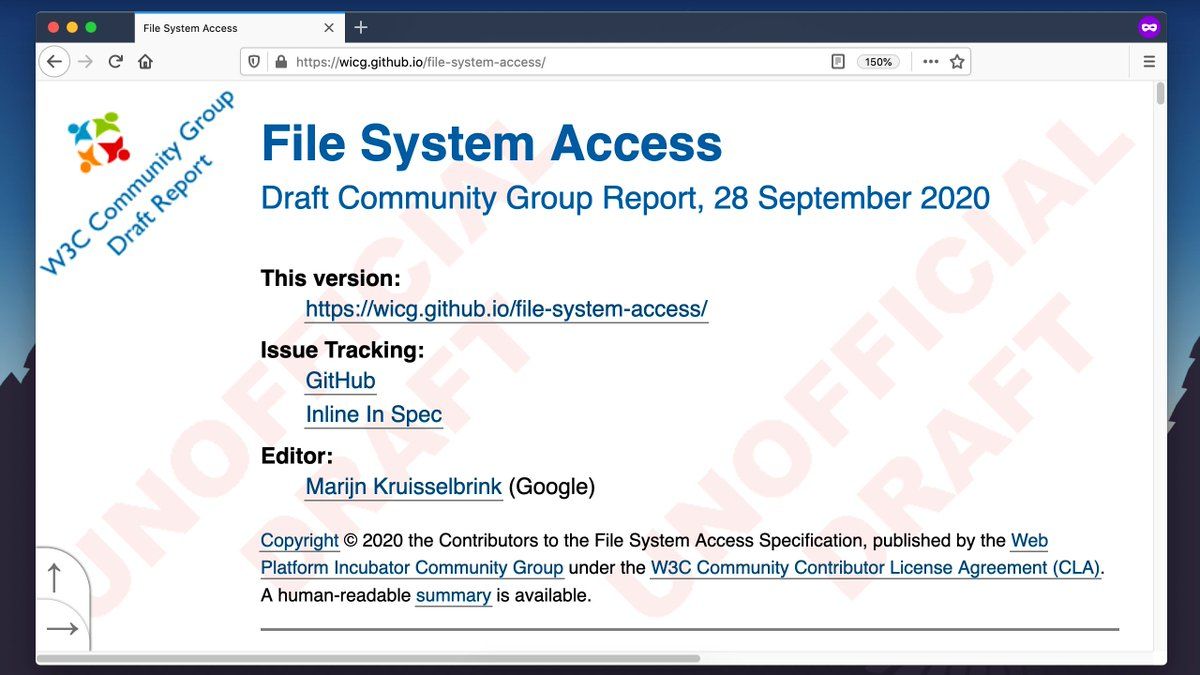 File System Access
https://wicg.github.io/file-system-access/
150%
W3C Community Group
Draft Report
File System Access
Draft Community Group Report, 28 September 2020
This version:
https://wicg.github.io/file-system-access/
Issue Tracking:
GitHub
Inline In Spec
Editor:
Marijn Kruisselbrink (Google)
Copyright © 2020 the Contributors to the File System Access Specification, published by the Web
Platform Incubator Community Group under the W3C Community Contributor License Agreement (CLA).
A human-readable summary is available.
UNOFFICIAL
DRAFT
UNOFFICIAL
DRAFT